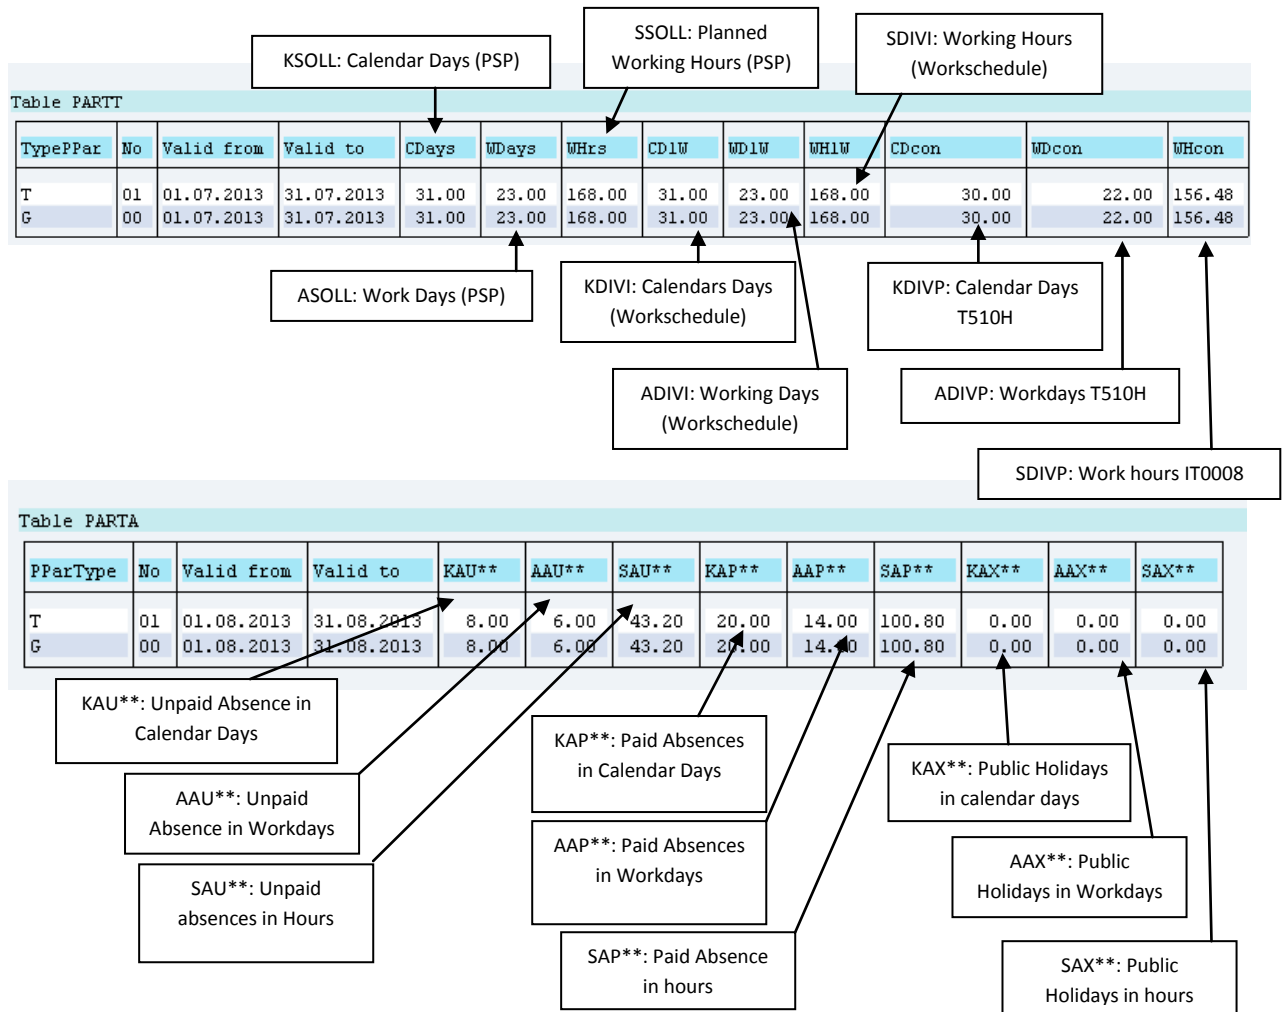 SSOLL: Planned
Working Hours (PSP)
SDIVI: Working Hours
(Workschedule)
KSOLL: Calendar Days (PSP)
Table PARTT
TypePPar No Valid from Valid to CDays WDays WHrs CD1W WD1W WH1W CDcon WDcon WHcon
T 01 01.07.2013 31.07.2013 31.00 23.00 168.00 31.00 23.00 168.00 30.00 22.00 156.48
G 00 01.07.2013 31.07.2013 31.00 23.00 168.00 31.00 23.00 168.00 30.00 22.00 156.48
ASOLL: Work Days (PSP)
KDIVI: Calendars Days
(Workschedule)
KDIVP: Calendar Days
T510H
ADIVI: Working Days
(Workschedule)
ADIVP: Workdays T510H
SDIVP: Work hours IT0008
Table PARTA
PParType No Valid from Valid to KAU** AAU** SAU** KAP** AAP** SAP** KAX** AAX** SAX**
T 01 01.08.2013 31.08.2013 8.00 6.00 43.20 20.00 14.00 100.80 0.00 0.00 0.00
G 00 01.08.2013 31.08.2013 8.00 6.00 43.20 20.00 14.00 100.80 0.00 0.00 0.00
KAU**: Unpaid Absence in
Calendar Days
KAP**: Paid Absences
in Calendar Days
KAX**: Public Holidays
in calendar days
AAU**: Unpaid
Absence in Workdays
AAP**: Paid Absences
in Workdays
AAX**: Public
Holidays in Workdays
SAU**: Unpaid
absences in Hours
SAP**: Paid Absence
in hours
SAX**: Public
Holidays in hours